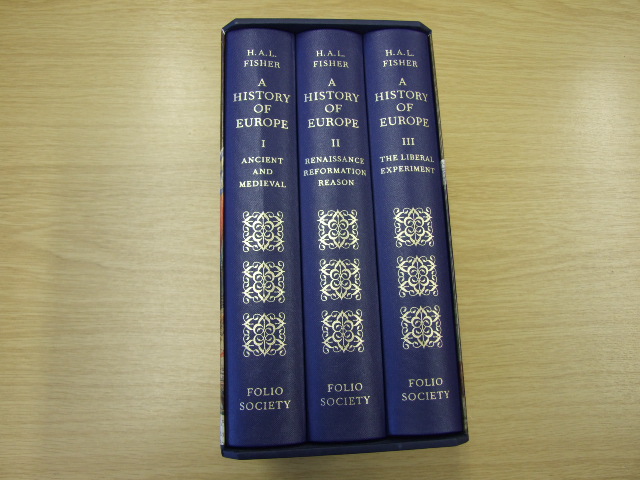 H.A.L.
FISHER
A
HISTORY
OF
EUROPE
I
ANCIENT
AND
MEDIEVAL
FOLIO
SOCIETY
H.A.L.
FISHER
A
HISTORY
OF
EUROPE
II
RENAISSANCE
REFORMATION
REASON
FOLIO
SOCIETY
H.A.L.
FISHER
A
HISTORY
OF
EUROPE
III
THE LIBERAL
EXPERIMENT
FOLIO
SOCIETY